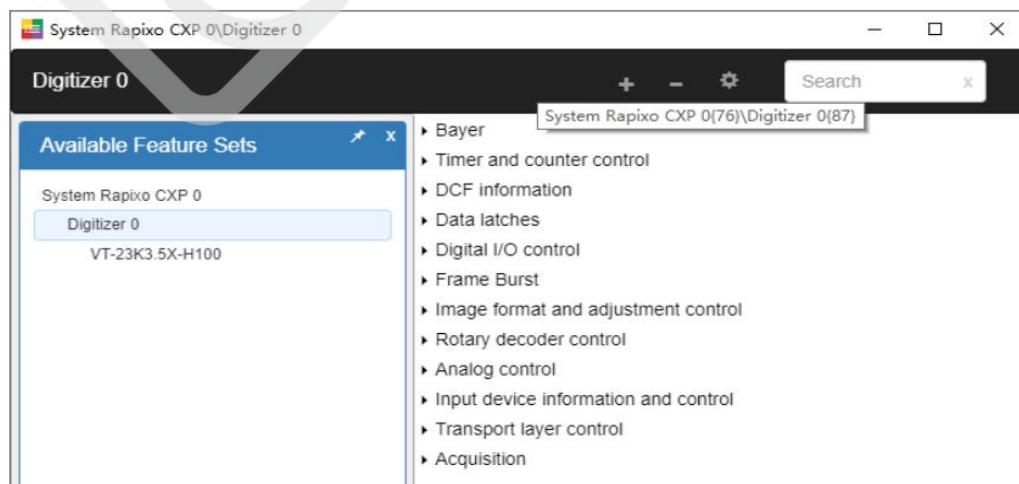 System Rapixo CXP 0\Digitizer 0
Digitizer 0
Search x
System Rapixo CXP 0{76}\Digitizer 0{87}
Available Feature Sets x
System Rapixo CXP 0
Digitizer 0
VT-23K3.5X-H100
Bayer
Timer and counter control
DCF information
Data latches
Digital I/O control
Frame Burst
Image format and adjustment control
Rotary decoder control
Analog control
Input device information and control
Transport layer control
Acquisition